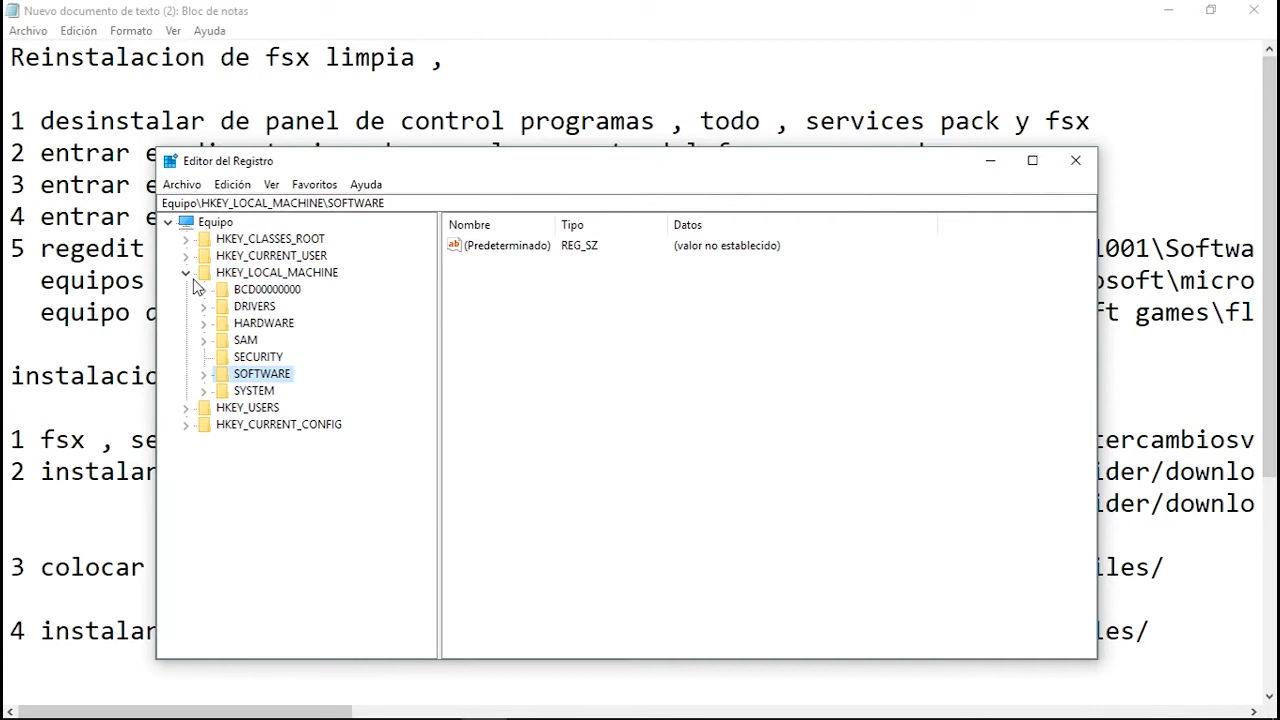 Nuevo documento de texto (2): Bloc de notas
Archivo Edición Formato Ver Ayuda
Reinstalacion de fsx limpia ,
1 desinstalar de panel de control programas , todo , services pack y fsx
2 entrar
3 entrar
4 entrar
5 regedit
1001\Softwa
equipos
osoft\micro
equipo
ft games\fl
1 fsx ,
tercambiosv
2 instalar
ider/downlo
ider/downlo
3 colocar
iles/
4 instalar
les/
Editor del Registro
Archivo Edición Ver Favoritos Ayuda
Equipo\HKEY_LOCAL_MACHINE\SOFTWARE
Equipo
HKEY_CLASSES_ROOT
HKEY_CURRENT_USER
HKEY_LOCAL_MACHINE
BCD00000000
DRIVERS
HARDWARE
SAM
SECURITY
SOFTWARE
SYSTEM
HKEY_USERS
HKEY_CURRENT_CONFIG
Nombre Tipo Datos
ab (Predeterminado) REG_SZ (valor no establecido)